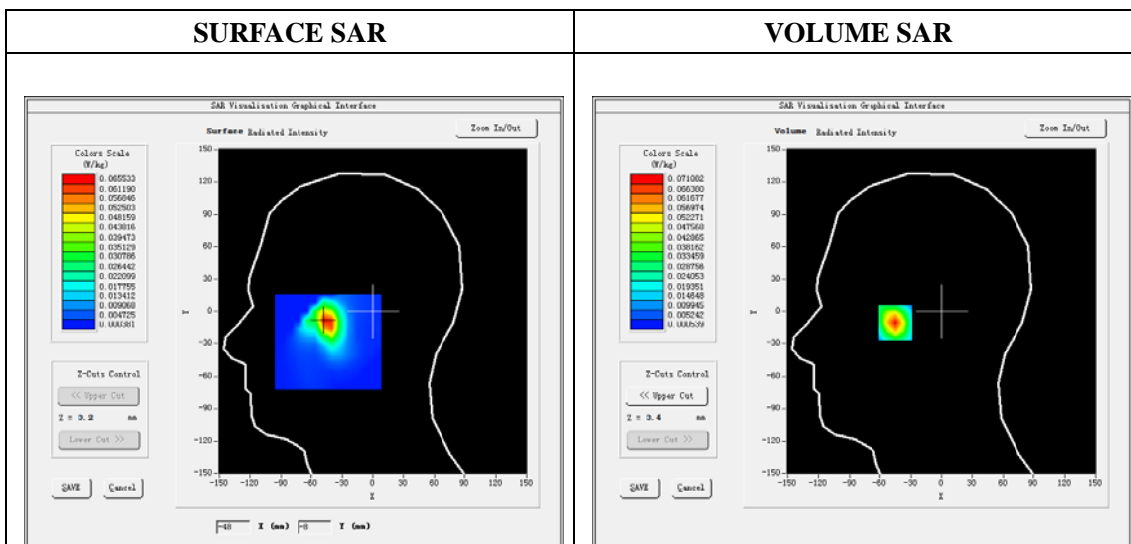 SURFACE SAR
VOLUME SAR
SAR Visualisation Graphical Interface
Surface Radiated Intensity
Zoom In/Out
Colors Scale
(W/kg)
0.065533
0.061190
0.056846
0.052503
0.048159
0.043816
0.039473
0.035129
0.030786
0.026442
0.022099
0.017755
0.013412
0.009068
0.004725
0.000381
Z-Cuts Control
<< Upper Cut
Z = 3.2 mm
Lower Cut >>
SAVE Cancel
150
120
90
60
30
0
-30
-60
-90
-120
-150
Y
-150 -120 -90 -60 -30 0 30 60 90 120 150
X
-48 X (mm) -8 Y (mm)
SAR Visualisation Graphical Interface
Volume Radiated Intensity
Zoom In/Out
Colors Scale
(W/kg)
0.071082
0.066380
0.061677
0.056974
0.052271
0.047568
0.042865
0.038162
0.033459
0.028756
0.024053
0.019351
0.014648
0.009945
0.005242
0.000539
Z-Cuts Control
<< Upper Cut
Z = 3.4 mm
Lower Cut >>
SAVE Cancel
150
120
90
60
30
0
-30
-60
-90
-120
-150
Y
-150 -120 -90 -60 -30 0 30 60 90 120 150
X